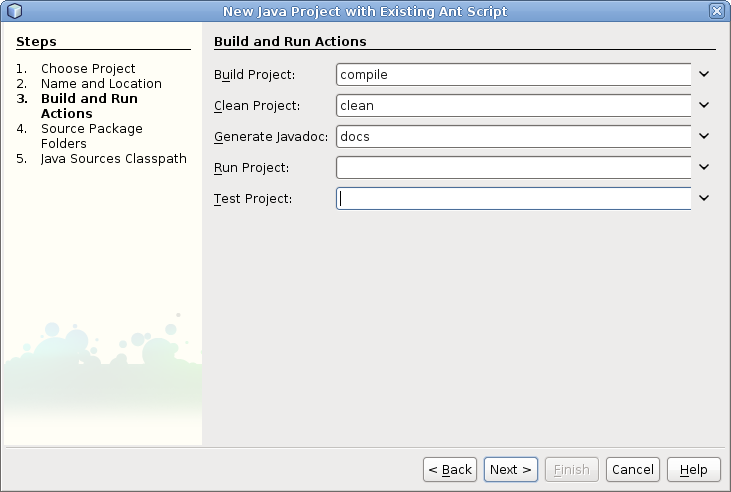 New Java Project with Existing Ant Script
Steps
1. Choose Project
2. Name and Location
3. Build and Run
Actions
4. Source Package
Folders
5. Java Sources Classpath
Build and Run Actions
Build Project: compile
Clean Project: clean
Generate Javadoc: docs
Run Project:
Test Project:
< Back Next > Finish Cancel Help